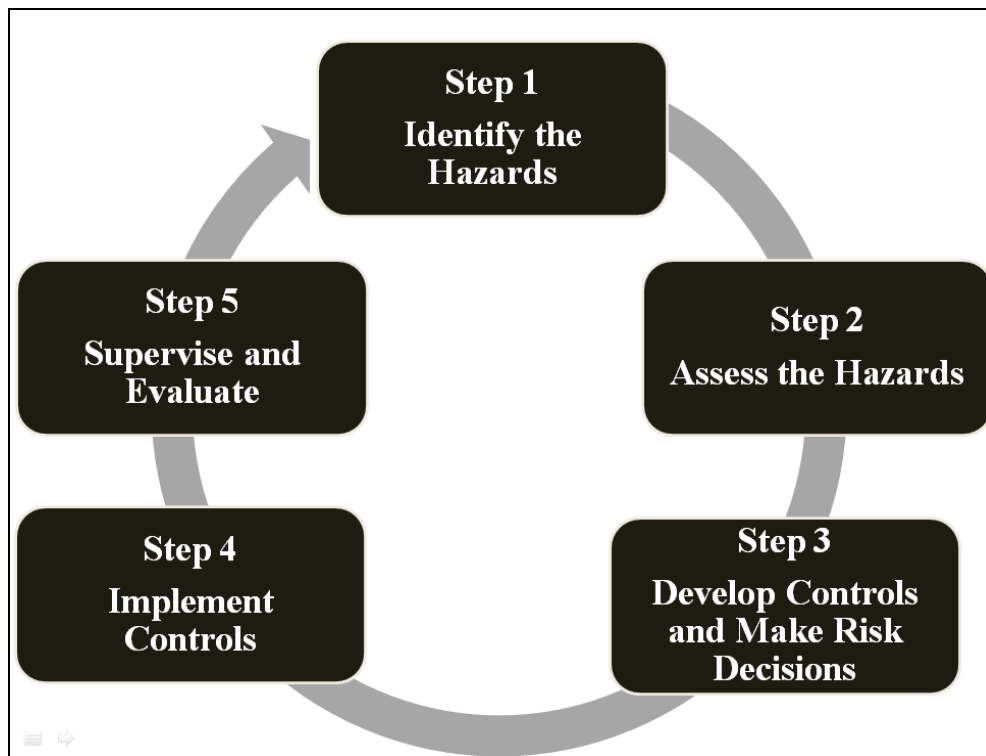 Step 1
Identify the
Hazards
Step 2
Assess the Hazards
Step 3
Develop Controls
and Make Risk
Decisions
Step 4
Implement
Controls
Step 5
Supervise and
Evaluate